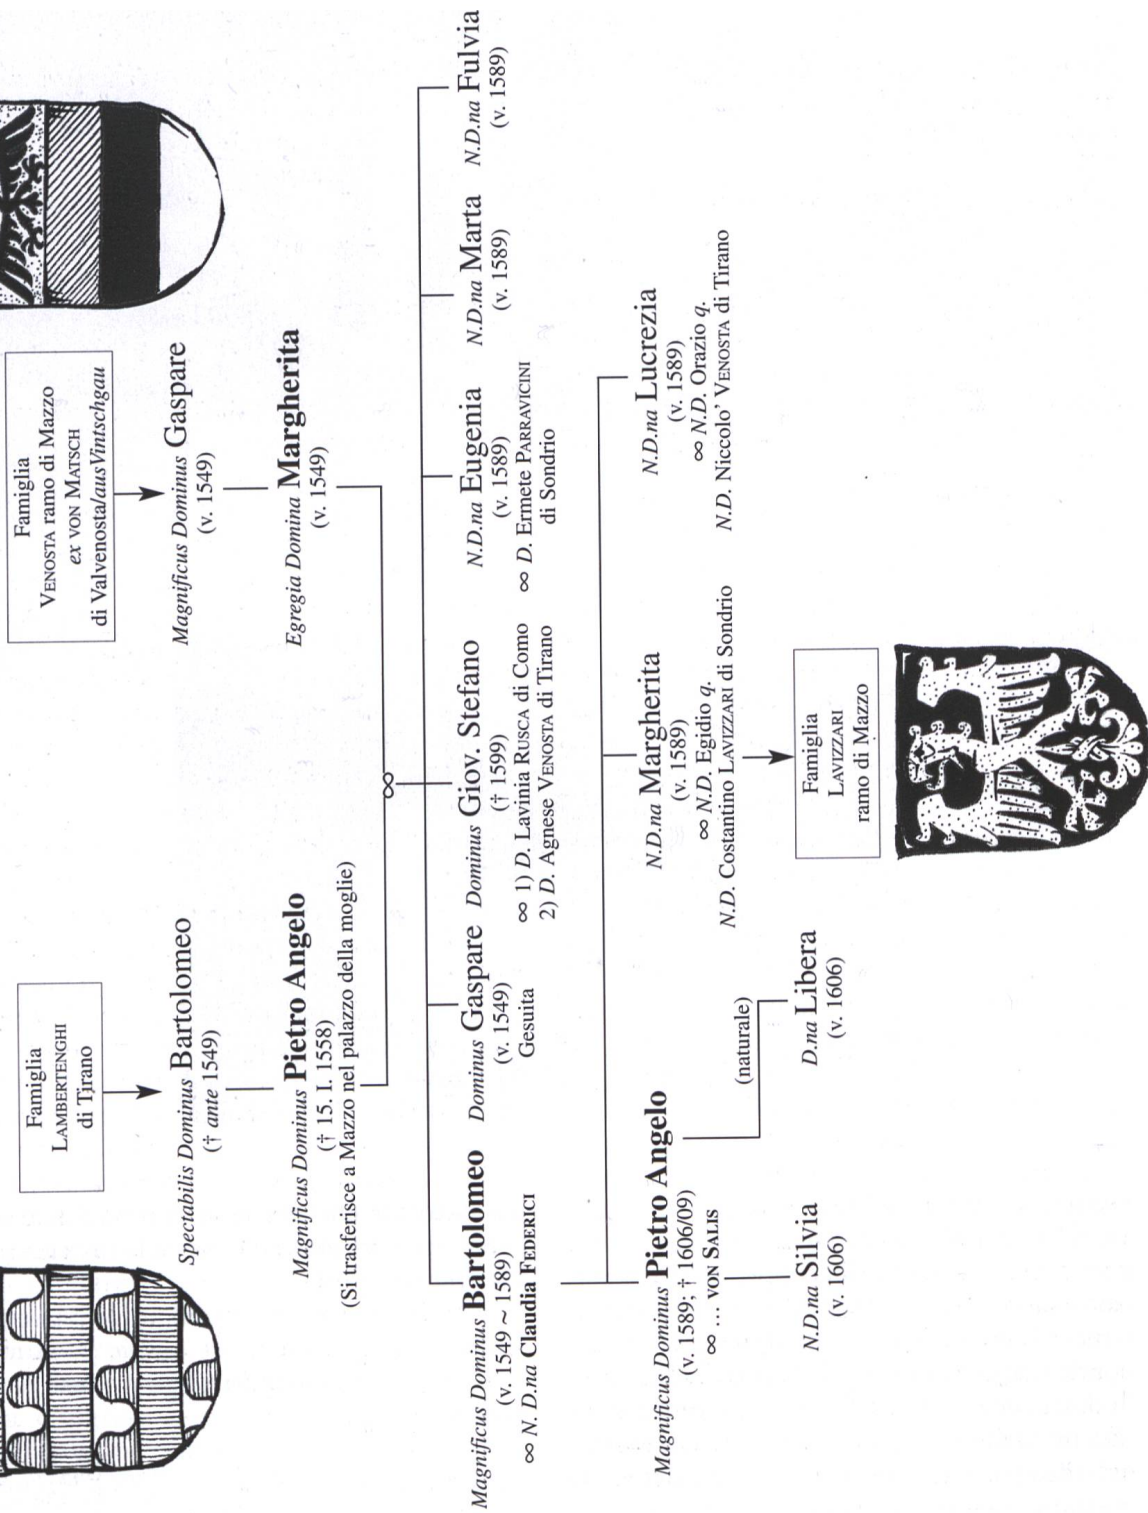 Famiglia
LAMBERTENGHI
di Tirano
Famiglia
VENOSTA ramo di Mazzo
ex VON MATSCH
di Valvenosta/ausVintschgau
Spectabilis Dominus Bartolomeo
(† ante 1549)
Magnificus Dominus Gaspare
(v. 1549)
Magnificus Dominus Pietro Angelo
(† 15. I. 1558)
(Si trasferisce a Mazzo nel palazzo della moglie)
Egregia Domina Margherita
(v. 1549)
∞
Magnificus Dominus Bartolomeo
(v. 1549 ~ 1589)
∞ N. D.na Claudia FEDERICI
Dominus Gaspare
(v. 1549)
Gesuita
Dominus Giov. Stefano
(† 1599)
∞ 1) D. Lavinia RUSCA di Como
2) D. Agnese VENOSTA di Tirano
N.D.na Eugenia
(v. 1589)
∞ D. Ermete PARRAVICINI
di Sondrio
N.D.na Marta
(v. 1589)
N.D.na Fulvia
(v. 1589)
Magnificus Dominus Pietro Angelo
(v. 1589; † 1606/09)
∞ ... VON SALIS
(naturale)
N.D.na Margherita
(v. 1589)
∞ N.D. Egidio q.
N.D. Costantino LAVIZZARI di Sondrio
N.D.na Lucrezia
(v. 1589)
∞ N.D. Orazio q.
N.D. Niccolo' VENOSTA di Tirano
N.D.na Silvia
(v. 1606)
D.na Libera
(v. 1606)
Famiglia
LAVIZZARI
ramo di Mazzo